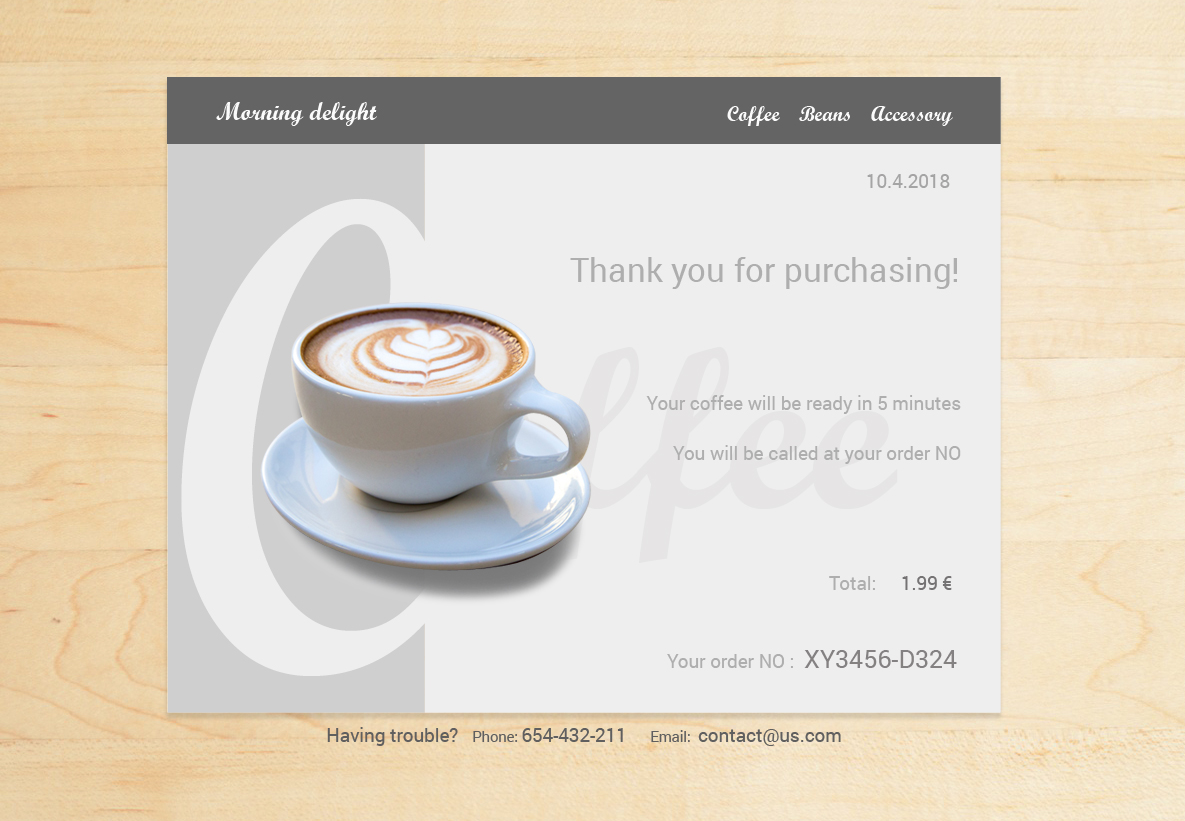 Morning delight
Coffee Beans Accessory
10.4.2018
Thank you for purchasing!
Coffee
Your coffee will be ready in 5 minutes
You will be called at your order NO
Total: 1.99 €
Your order NO : XY3456-D324
Having trouble? Phone: 654-432-211 Email: contact@us.com